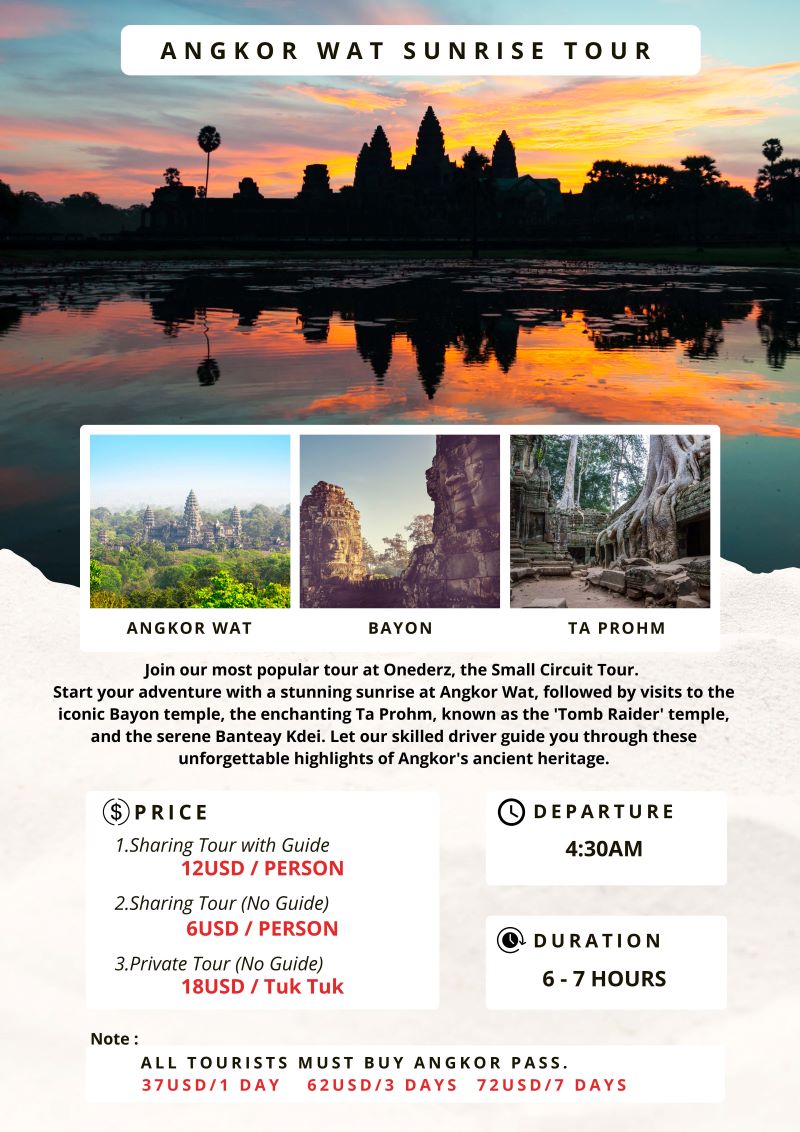 ANGKOR WAT SUNRISE TOUR
ANGKOR WAT
BAYON
TA PROHM
Join our most popular tour at Onederz, the Small Circuit Tour.
Start your adventure with a stunning sunrise at Angkor Wat, followed by visits to the
iconic Bayon temple, the enchanting Ta Prohm, known as the 'Tomb Raider' temple,
and the serene Banteay Kdei. Let our skilled driver guide you through these
unforgettable highlights of Angkor's ancient heritage.
$ PRICE
1.Sharing Tour with Guide
12USD / PERSON
2.Sharing Tour (No Guide)
6USD / PERSON
3.Private Tour (No Guide)
18USD / Tuk Tuk
DEPARTURE
4:30AM
DURATION
6 - 7 HOURS
Note :
ALL TOURISTS MUST BUY ANGKOR PASS.
37USD/1 DAY 62USD/3 DAYS 72USD/7 DAYS